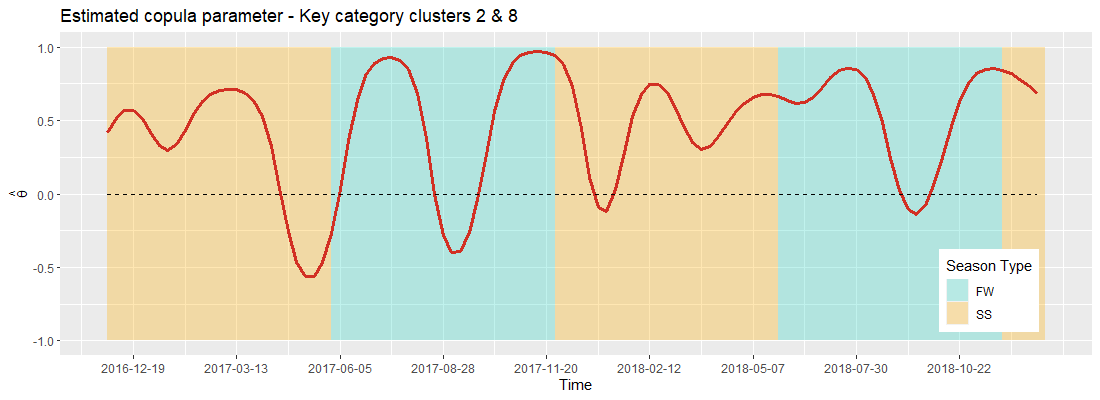 Estimated copula parameter - Key category clusters 2 & 8
1.0
0.5
0.0
-0.5
-1.0
θ̂
Season Type
FW
SS
2016-12-19 2017-03-13 2017-06-05 2017-08-28 2017-11-20 2018-02-12 2018-05-07 2018-07-30 2018-10-22
Time